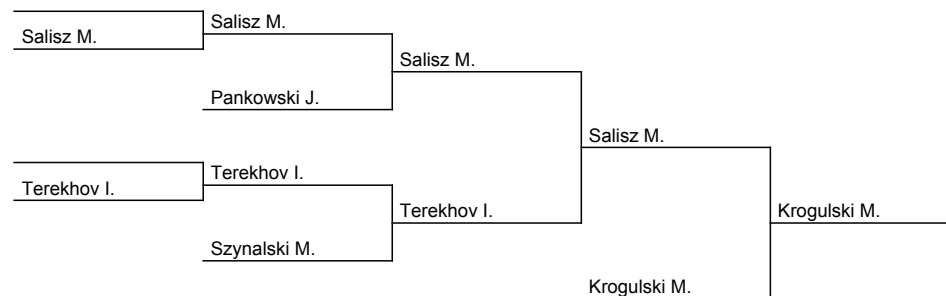 Salisz M.
Salisz M.
Salisz M.
Pankowski J.
Salisz M.
Terekhov I.
Terekhov I.
Terekhov I.
Krogulski M.
Szynalski M.
Krogulski M.